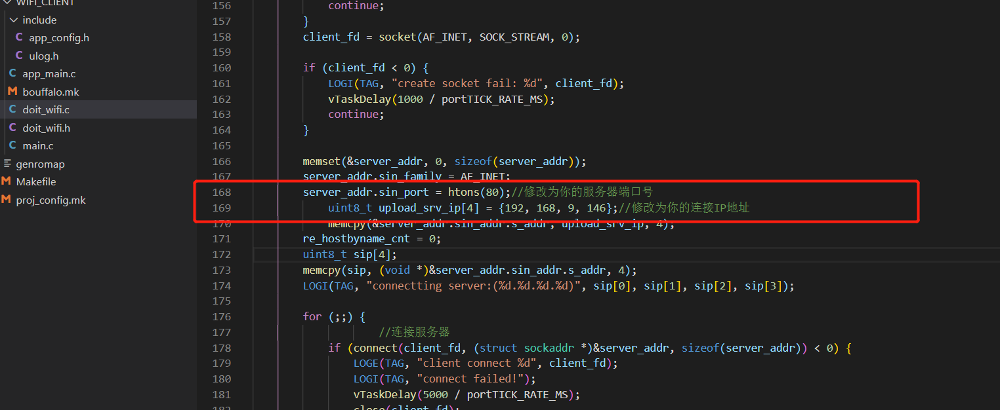 WIFI_CLIENT
include
C app_config.h
C ulog.h
C app_main.c
M bouffalo.mk
C doit_wifi.c
C doit_wifi.h
C main.c
genromap
M Makefile
M proj_config.mk
156 continue;
157 }
158 client_fd = socket(AF_INET, SOCK_STREAM, 0);
159
160 if (client_fd < 0) {
161 LOGI(TAG, "create socket fail: %d", client_fd);
162 vTaskDelay(1000 / portTICK_RATE_MS);
163 continue;
164 }
165
166 memset(&server_addr, 0, sizeof(server_addr));
167 server_addr.sin_family = AF_INET;
168 server_addr.sin_port = htons(80);//修改为你的服务器端口号
169 uint8_t upload_srv_ip[4] = {192, 168, 9, 146};//修改为你的连接IP地址
170 memcpy(&server_addr.sin_addr.s_addr, upload_srv_ip, 4);
171 re_hostbyname_cnt = 0;
172 uint8_t sip[4];
173 memcpy(sip, (void *)&server_addr.sin_addr.s_addr, 4);
174 LOGI(TAG, "connectting server:(%d.%d.%d.%d)", sip[0], sip[1], sip[2], sip[3]);
175
176 for (;;) {
177 //连接服务器
178 if (connect(client_fd, (struct sockaddr *)&server_addr, sizeof(server_addr)) < 0) {
179 LOGE(TAG, "client connect %d", client_fd);
180 LOGI(TAG, "connect failed!");
181 vTaskDelay(5000 / portTICK_RATE_MS);
182 close(client_fd);